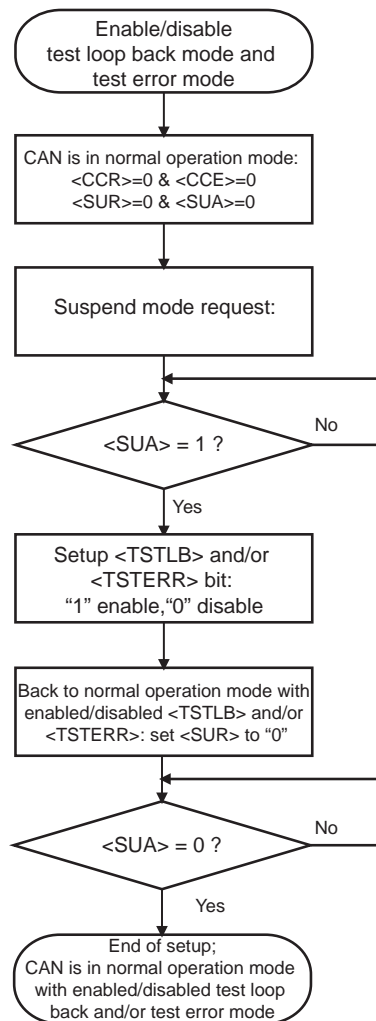 Enable/disable
test loop back mode and
test error mode
CAN is in normal operation mode:
<CCR>=0 & <CCE>=0
<SUR>=0 & <SUA>=0
Suspend mode request:
<SUA> = 1 ?
No
Yes
Setup <TSTLB> and/or
<TSTERR> bit:
“1” enable,“0” disable
Back to normal operation mode with
enabled/disabled <TSTLB> and/or
<TSTERR>: set <SUR> to “0”
<SUA> = 0 ?
No
Yes
End of setup;
CAN is in normal operation mode
with enabled/disabled test loop
back and/or test error mode